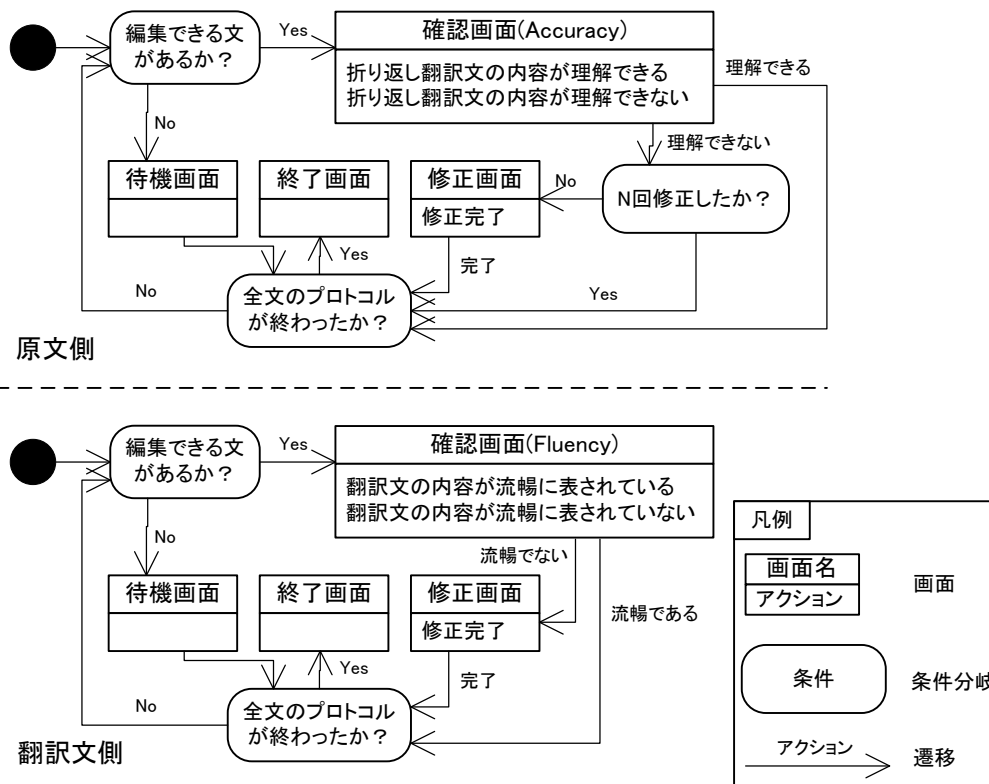 編集できる文
があるか？
Yes
確認画面(Accuracy)
折り返し翻訳文の内容が理解できる
折り返し翻訳文の内容が理解できない
理解できる
No
理解できない
待機画面
終了画面
修正画面
修正完了
No
N回修正したか？
Yes
完了
No
全文のプロトコル
が終わったか？
Yes
原文側
編集できる文
があるか？
Yes
確認画面(Fluency)
翻訳文の内容が流暢に表されている
翻訳文の内容が流暢に表されていない
No
流暢でない
流暢である
待機画面
終了画面
修正画面
修正完了
Yes
完了
No
全文のプロトコル
が終わったか？
翻訳文側
凡例
画面名
アクション
画面
条件
条件分岐
アクション
遷移